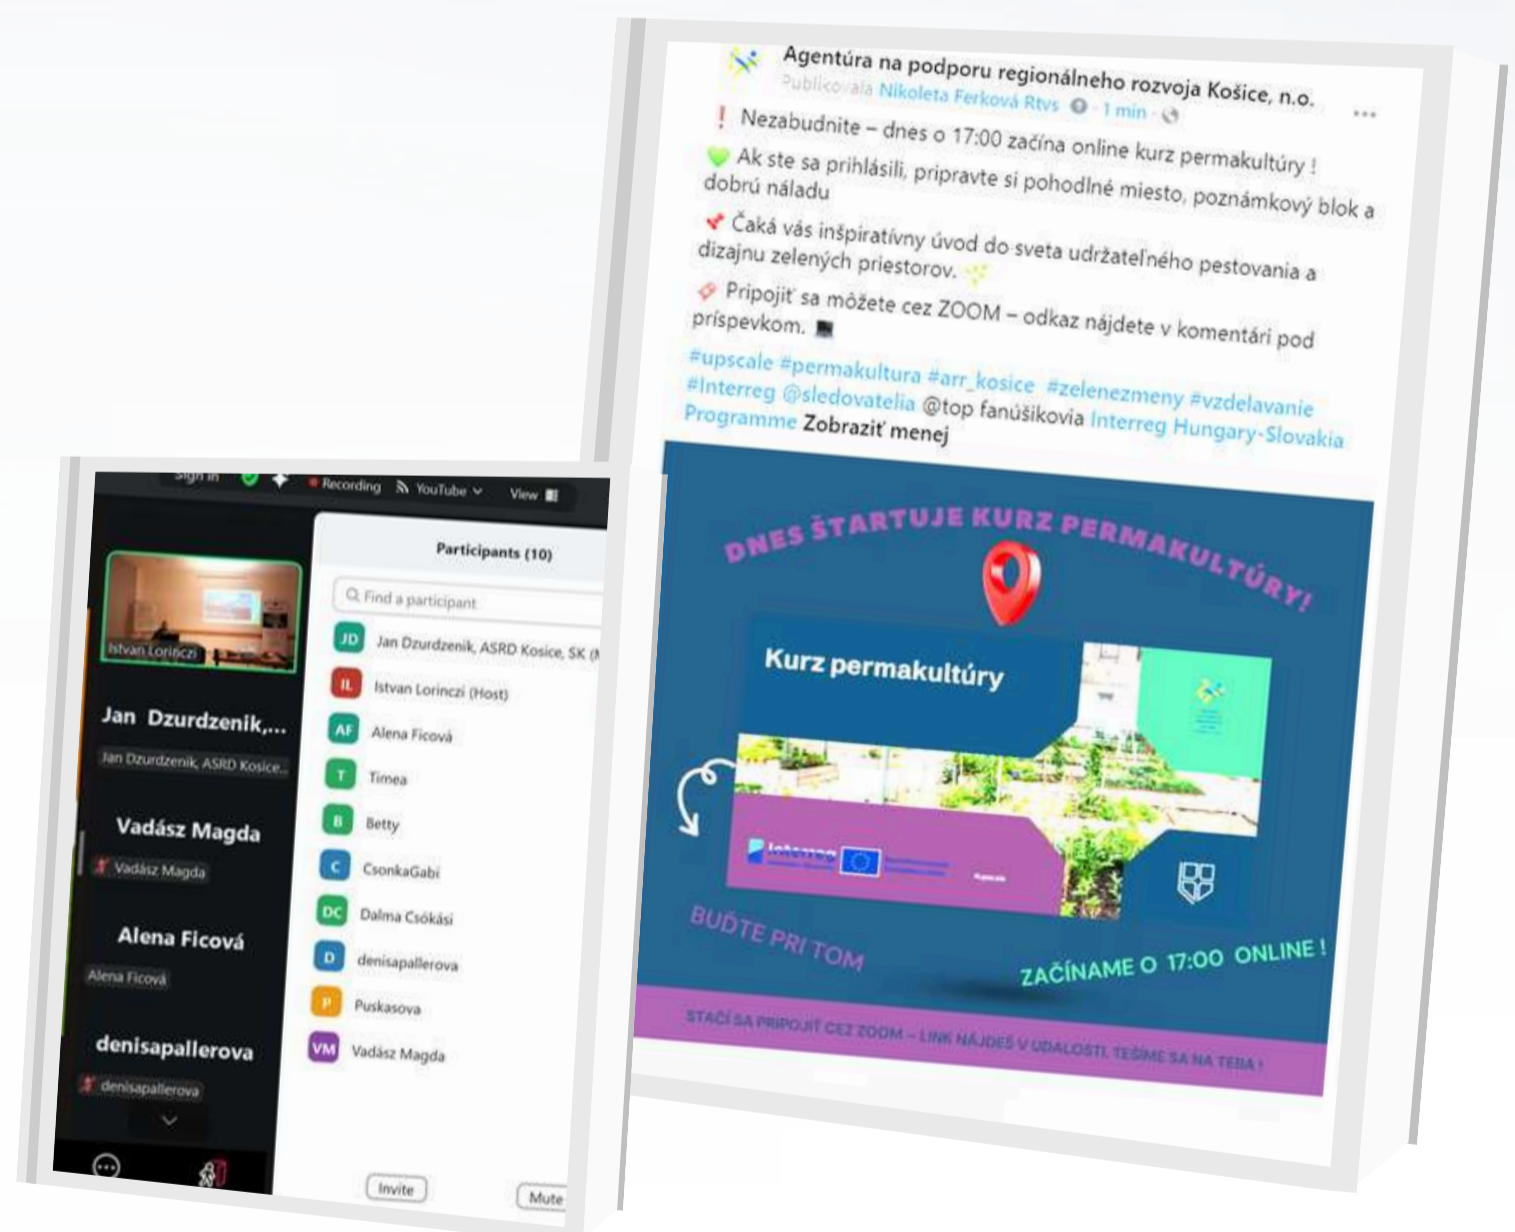 Agentúra na podporu regionálneho rozvoja Košice, n.o.
Publikovala Nikoleta Ferková Rtvs · 1 min ·
❗ Nezabudnite – dnes o 17:00 začína online kurz permakultúry !
💚 Ak ste sa prihlásili, pripravte si pohodlné miesto, poznámkový blok a
dobrú náladu
📌 Čaká vás inšpiratívny úvod do sveta udržateľného pestovania a
dizajnu zelených priestorov.
Pripojiť sa môžete cez ZOOM – odkaz nájdete v komentári pod
príspevkom.
#upscale #permakultura #arr_kosice #zelenezmeny #vzdelavanie
#Interreg @sledovatelia @top fanúšikovia Interreg Hungary-Slovakia
Programme Zobraziť menej
DNES ŠTARTUJE KURZ PERMAKULTÚRY!
Kurz permakultúry
Interreg
BUĎTE PRI TOM
ZAČÍNAME O 17:00 ONLINE !
STAČÍ SA PRIPOJIŤ CEZ ZOOM – LINK NÁJDEŠ V UDALOSTI. TEŠÍME SA NA TEBA !
Sign in Recording YouTube View
Istvan Lorinczi
Jan Dzurdzenik,...
Jan Dzurdzenik, ASRD Kosice...
Vadász Magda
Vadász Magda
Alena Ficová
Alena Ficová
denisapallerova
denisapallerova
Participants (10)
Find a participant
JD Jan Dzurdzenik, ASRD Kosice, SK
IL Istvan Lorinczi (Host)
AF Alena Ficová
T Timea
B Betty
C CsonkaGabi
DC Dalma Csókási
D denisapallerova
P Puskasova
VM Vadász Magda
Invite
Mute